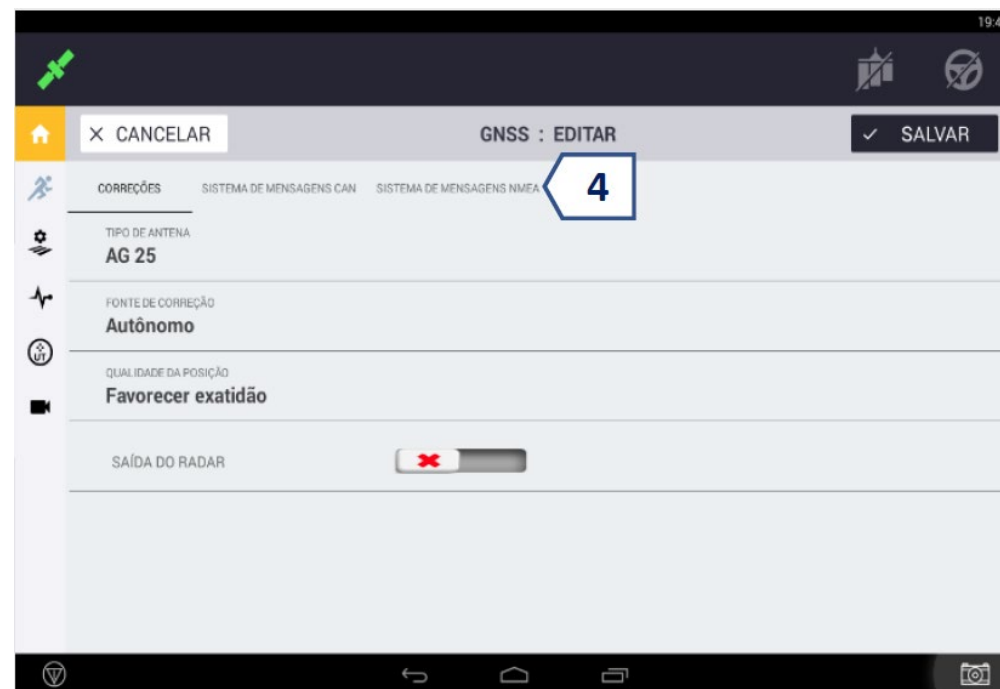 19:4
CANCELAR
GNSS : EDITAR
SALVAR
CORREÇÕES SISTEMA DE MENSAGENS CAN SISTEMA DE MENSAGENS NMEA
4
TIPO DE ANTENA
AG 25
FONTE DE CORREÇÃO
Autônomo
UT
QUALIDADE DA POSIÇÃO
Favorecer exatidão
SAÍDA DO RADAR